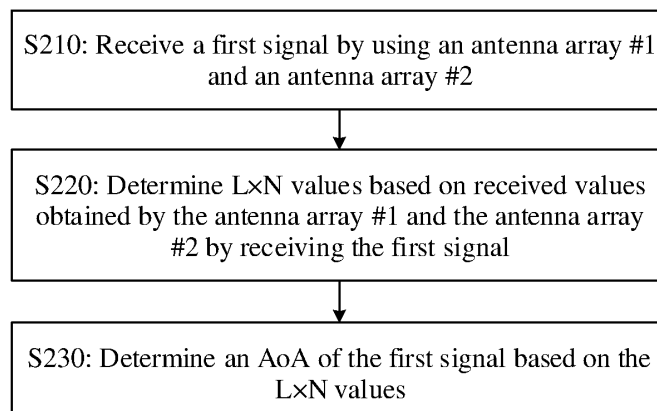 S210: Receive a first signal by using an antenna array #1
and an antenna array #2
S220: Determine L×N values based on received values
obtained by the antenna array #1 and the antenna array
#2 by receiving the first signal
S230: Determine an AoA of the first signal based on the
L×N values